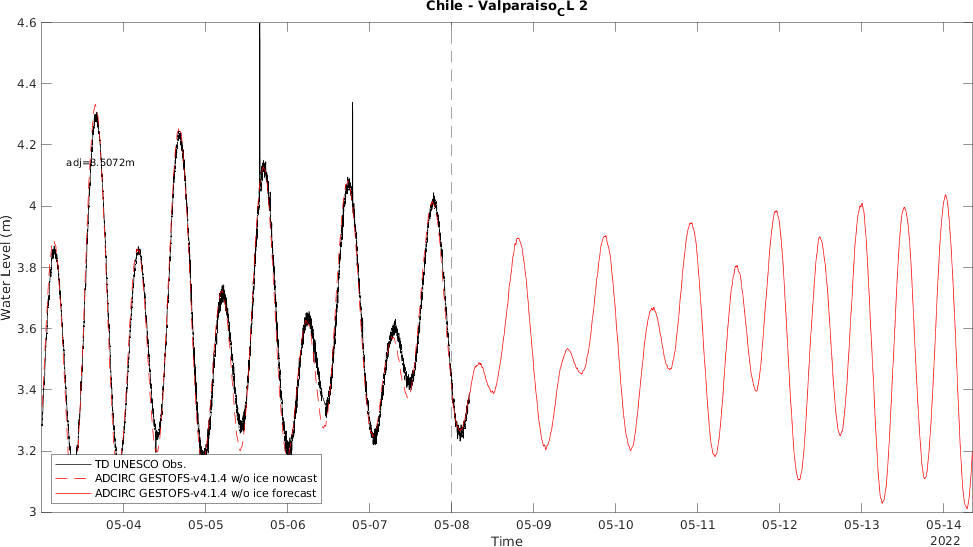 Chile - Valparaiso_CL 2
4.6
4.4
4.2
4
3.8
3.6
3.4
3.2
3
Water Level (m)
adj=3.5072m
TD UNESCO Obs.
ADCIRC GESTOFS-v4.1.4 w/o ice nowcast
ADCIRC GESTOFS-v4.1.4 w/o ice forecast
05-04 05-05 05-06 05-07 05-08 05-09 05-10 05-11 05-12 05-13 05-14
Time
2022